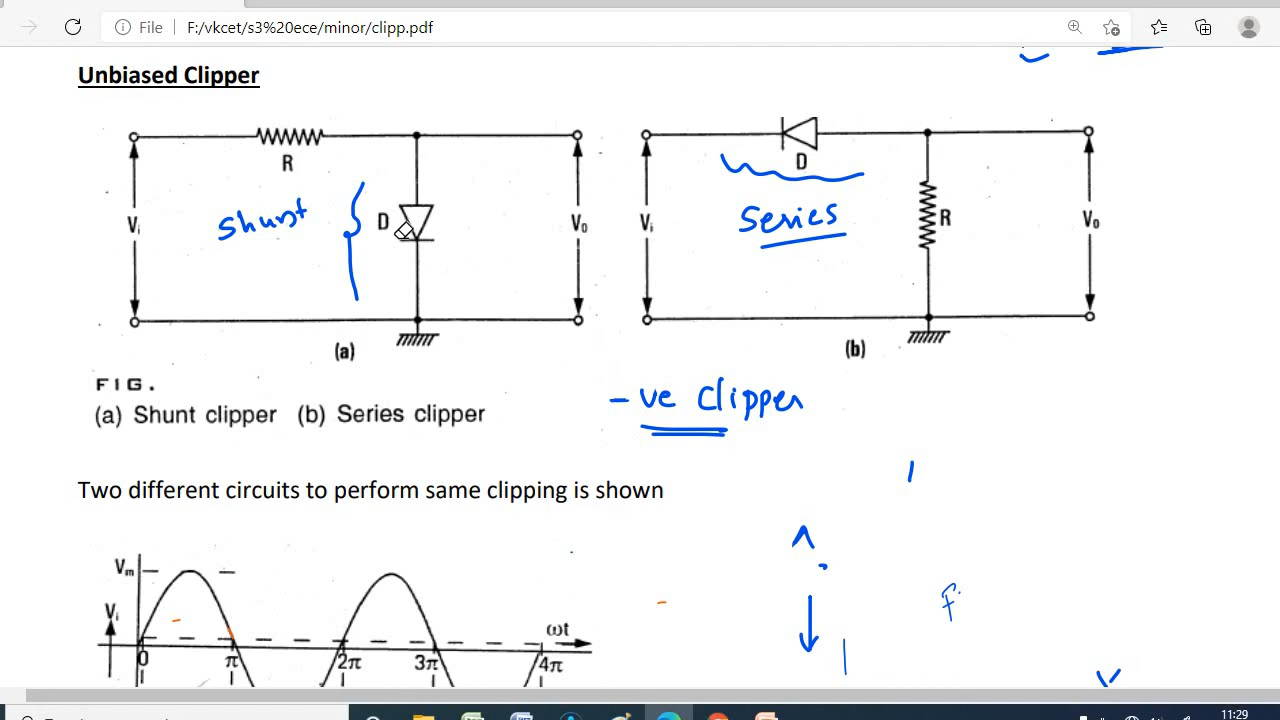 File F:/vkcet/s3%20ece/minor/clipp.pdf
Unbiased Clipper
R
D
Vi
Shunt
D
V0
Vi
Series
R
V0
(a)
(b)
FIG.
(a) Shunt clipper (b) Series clipper
-ve clipper
Two different circuits to perform same clipping is shown
Vm
Vi
ωt
0 π 2π 3π 4π
F
11:29